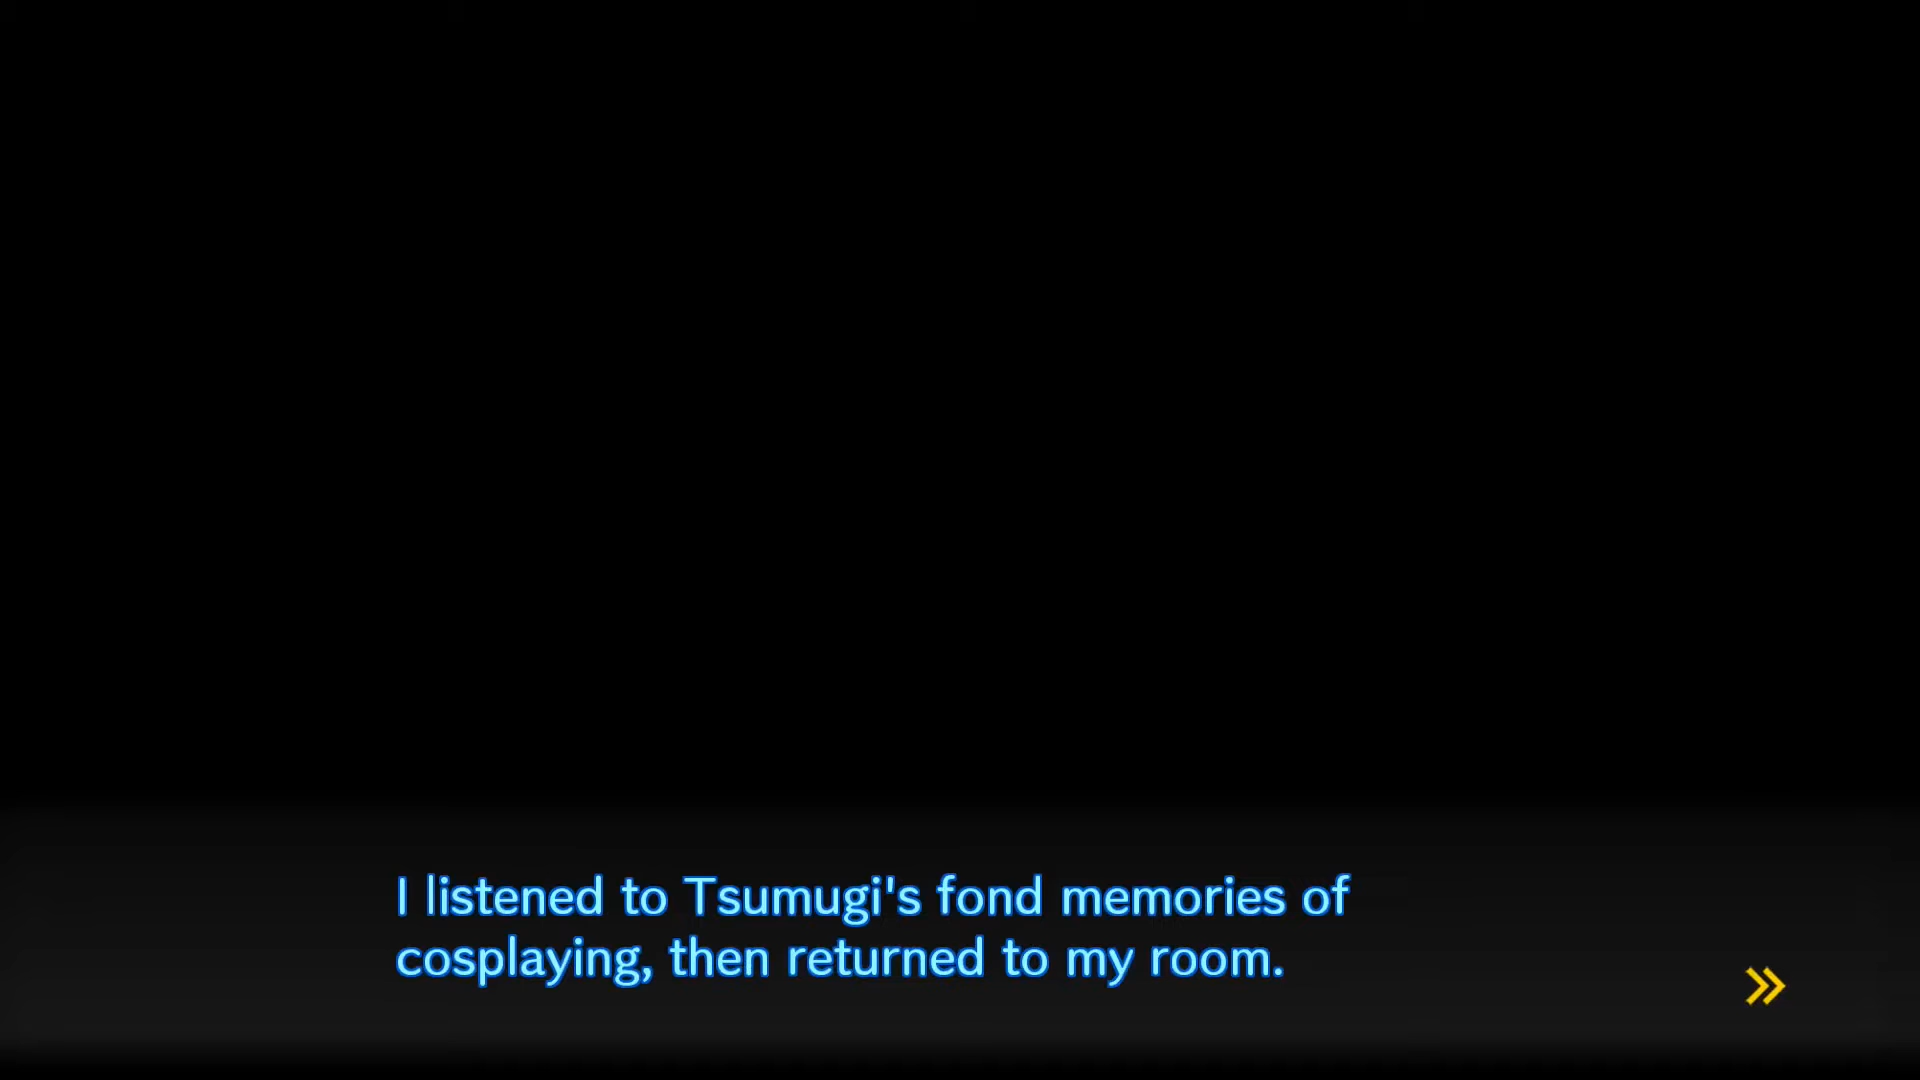 I listened to Tsumugi's fond memories of
cosplaying, then returned to my room.